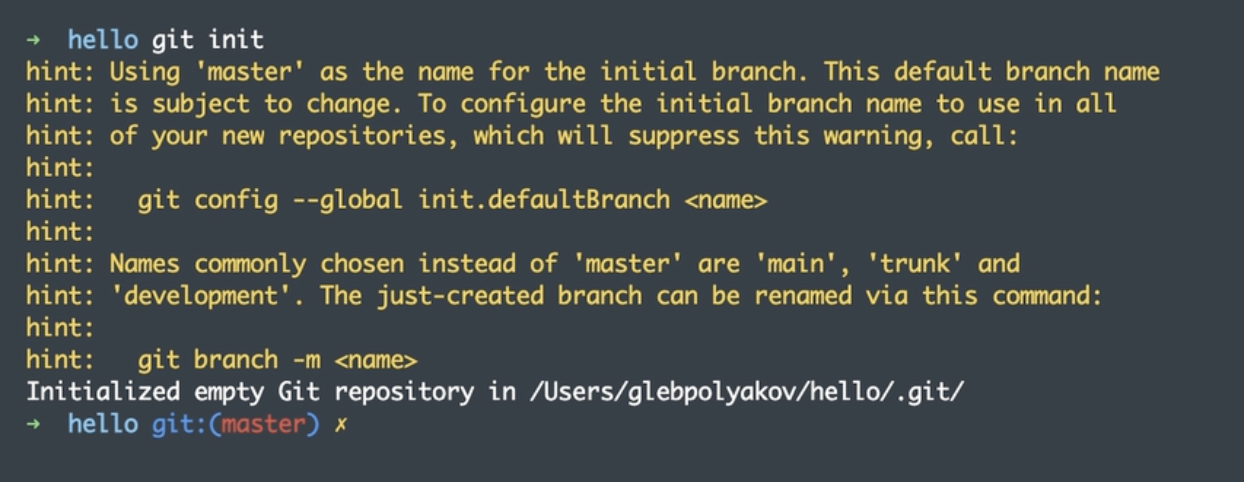 → hello git init
hint: Using 'master' as the name for the initial branch. This default branch name
hint: is subject to change. To configure the initial branch name to use in all
hint: of your new repositories, which will suppress this warning, call:
hint:
hint:   git config --global init.defaultBranch <name>
hint:
hint: Names commonly chosen instead of 'master' are 'main', 'trunk' and
hint: 'development'. The just-created branch can be renamed via this command:
hint:
hint:   git branch -m <name>
Initialized empty Git repository in /Users/glebpolyakov/hello/.git/
→ hello git:(master) ✗